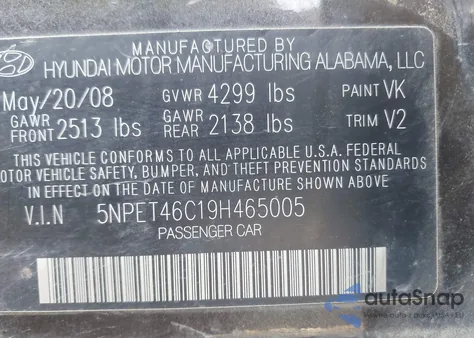 MANUFACTURED BY
HYUNDAI MOTOR MANUFACTURING ALABAMA, LLC
May/20/08 GVWR 4299 lbs PAINT VK
GAWR FRONT 2513 lbs GAWR REAR 2138 lbs TRIM V2
THIS VEHICLE CONFORMS TO ALL APPLICABLE U.S.A. FEDERAL
MOTOR VEHICLE SAFETY, BUMPER, AND THEFT PREVENTION STANDARDS
IN EFFECT ON THE DATE OF MANUFACTURE SHOWN ABOVE.
V.I.N 5NPET46C19H465005
PASSENGER CAR
autoSnap